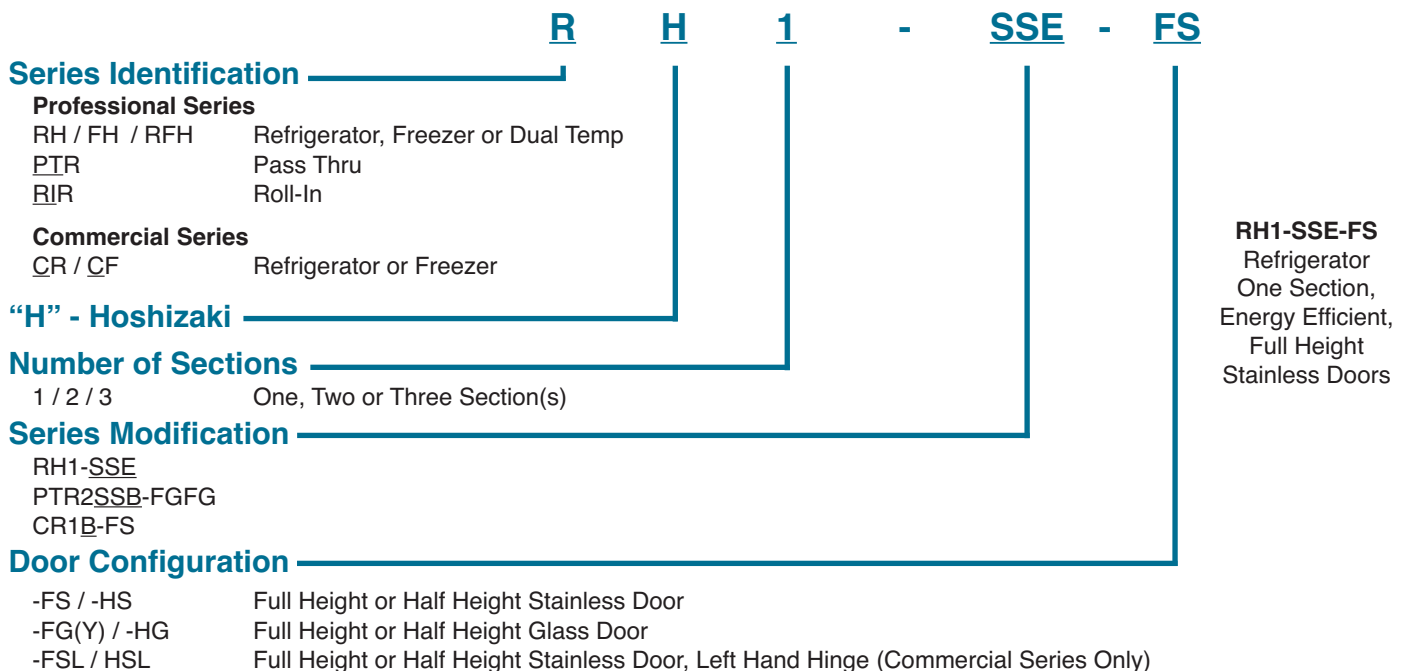 R H 1 - SSE - FS
Series Identification
Professional Series
RH / FH / RFH Refrigerator, Freezer or Dual Temp
PTR Pass Thru
RIR Roll-In
Commercial Series
CR / CF Refrigerator or Freezer
“H” - Hoshizaki
Number of Sections
1 / 2 / 3 One, Two or Three Section(s)
Series Modification
RH1-SSE
PTR2SSB-FGFG
CR1B-FS
Door Configuration
-FS / -HS Full Height or Half Height Stainless Door
-FG(Y) / -HG Full Height or Half Height Glass Door
-FSL / HSL Full Height or Half Height Stainless Door, Left Hand Hinge (Commercial Series Only)
RH1-SSE-FS
Refrigerator
One Section,
Energy Efficient,
Full Height
Stainless Doors